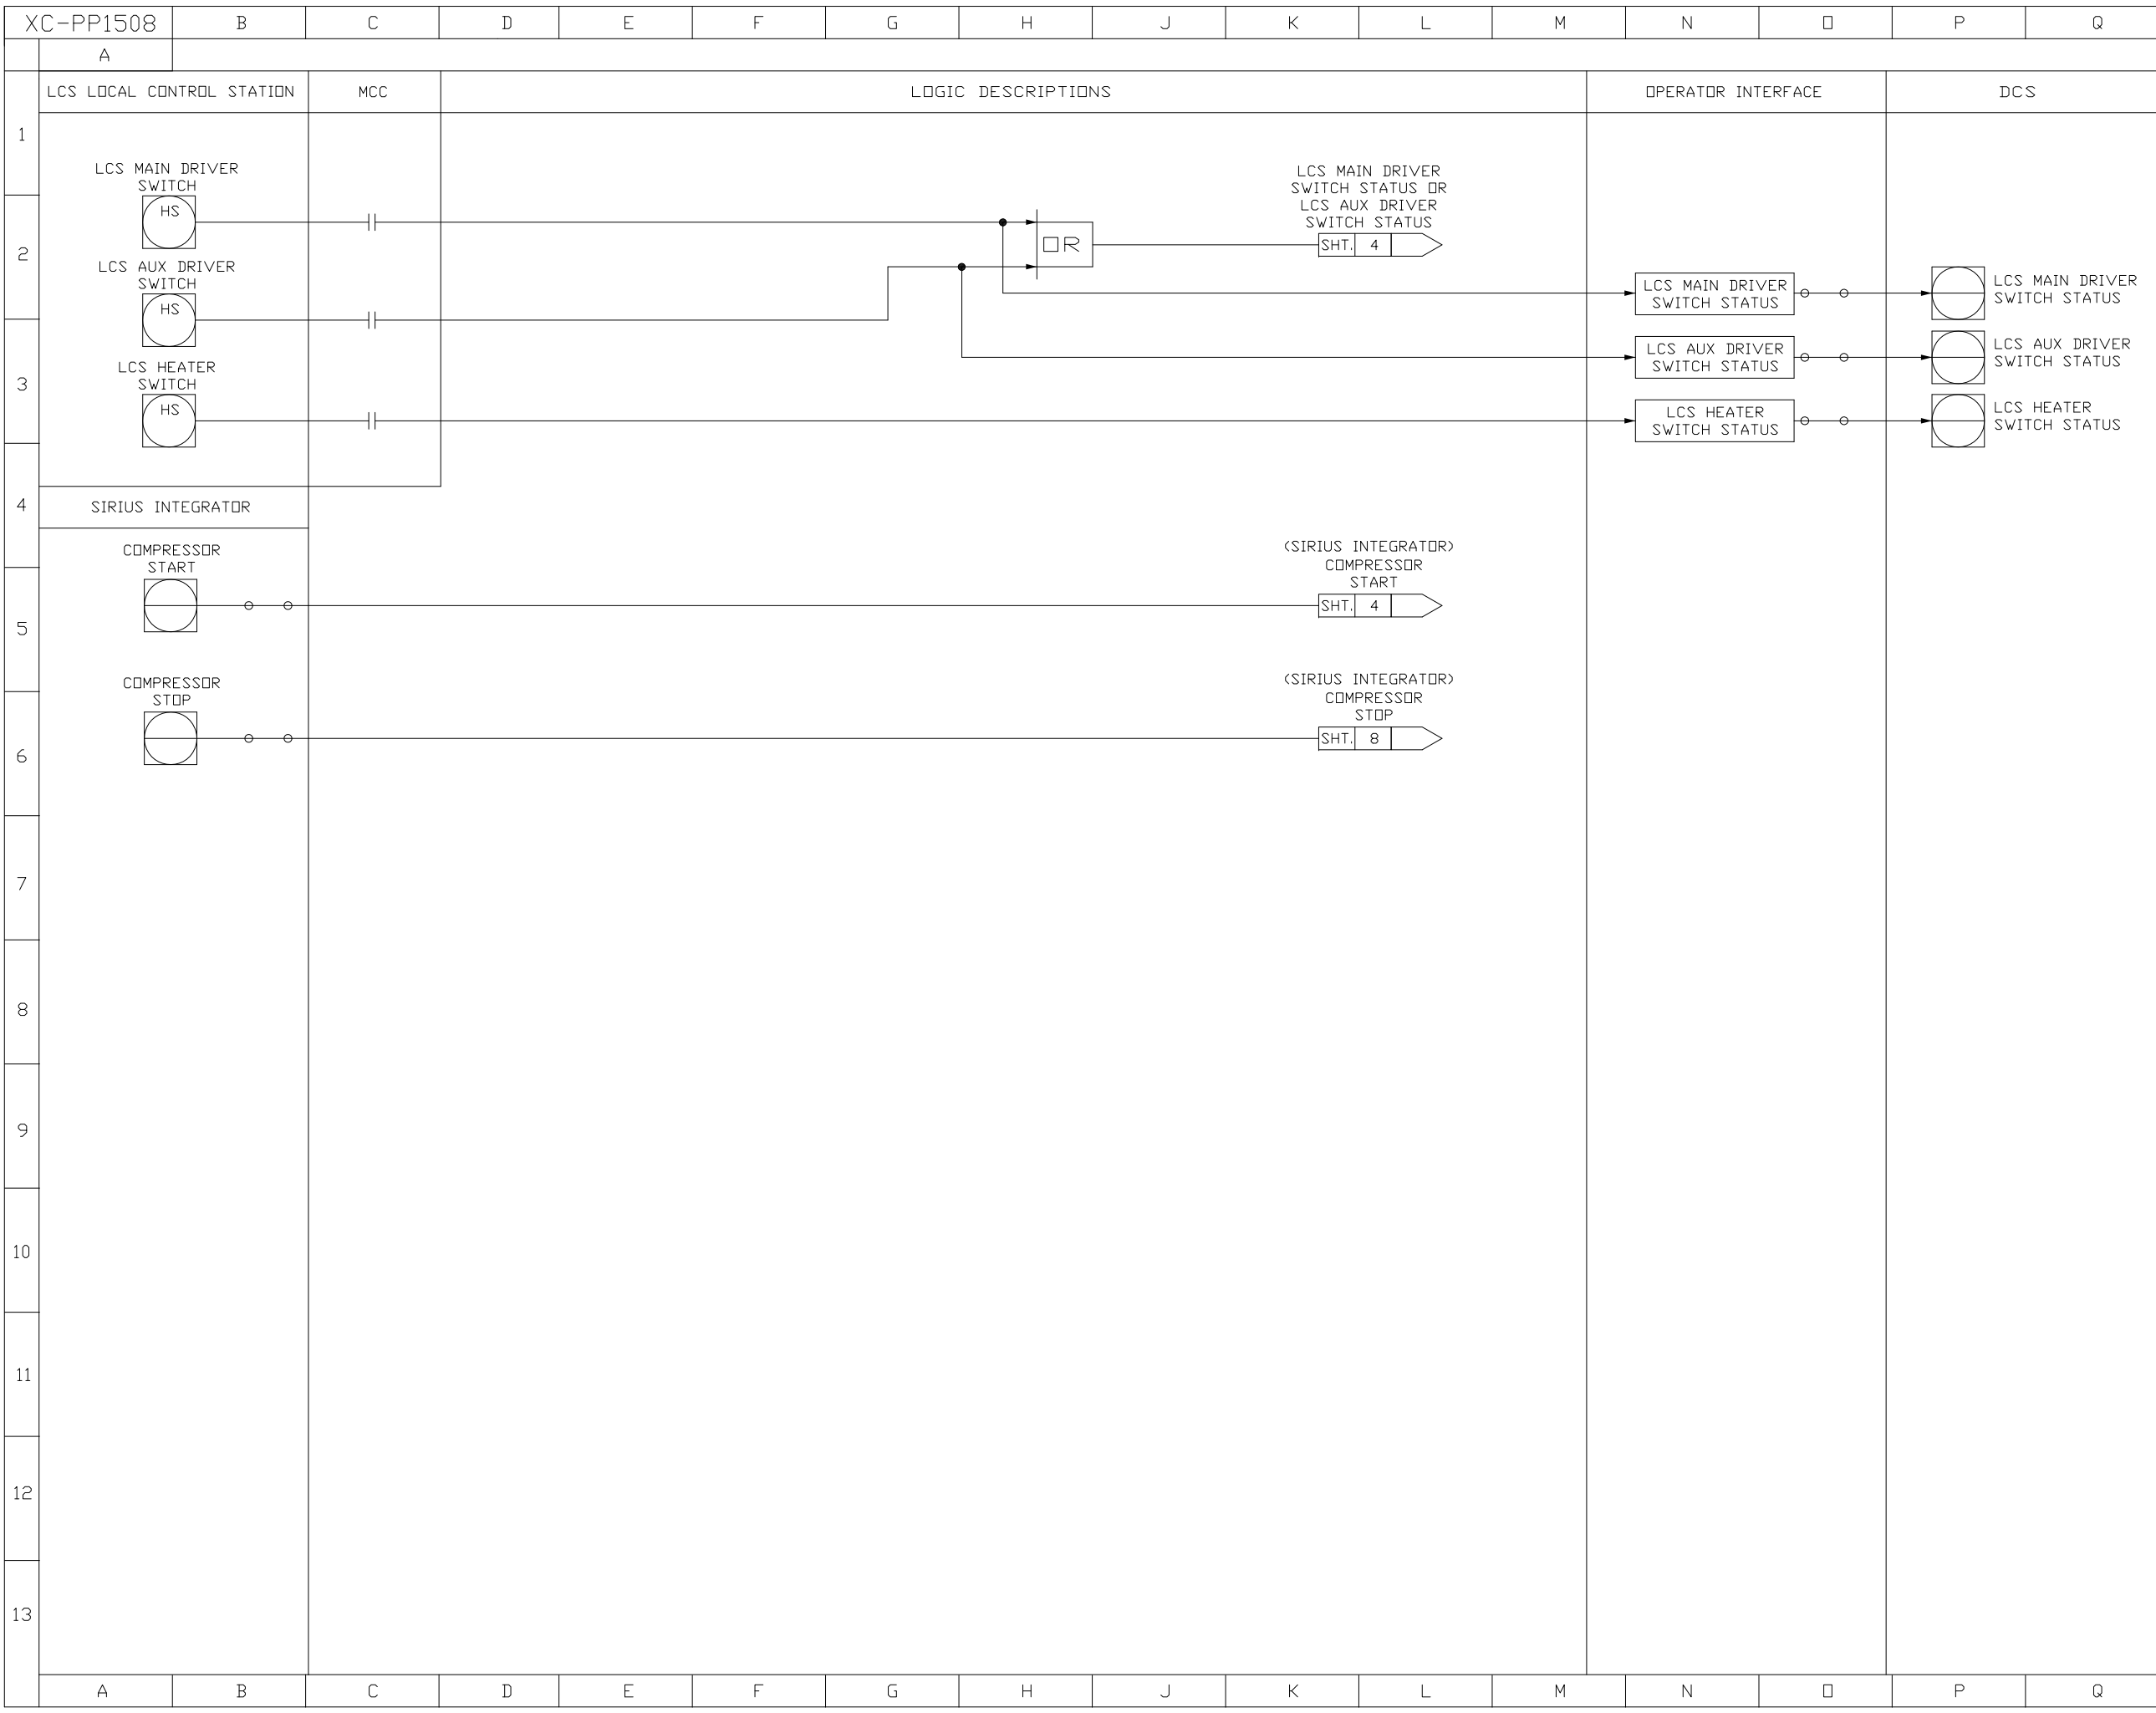 XC-PP1508 B C D E F G H J K L M N O P Q
A
LCS LOCAL CONTROL STATION MCC LOGIC DESCRIPTIONS OPERATOR INTERFACE DCS
1
LCS MAIN DRIVER
SWITCH
HS
LCS MAIN DRIVER
SWITCH STATUS OR
LCS AUX DRIVER
SWITCH STATUS
OR
SHT. 4
2
LCS AUX DRIVER
SWITCH
HS
LCS MAIN DRIVER
SWITCH STATUS
LCS MAIN DRIVER
SWITCH STATUS
LCS AUX DRIVER
SWITCH STATUS
LCS AUX DRIVER
SWITCH STATUS
3
LCS HEATER
SWITCH
HS
LCS HEATER
SWITCH STATUS
LCS HEATER
SWITCH STATUS
4
SIRIUS INTEGRATOR
COMPRESSOR
START
(SIRIUS INTEGRATOR)
COMPRESSOR
START
SHT. 4
5
COMPRESSOR
STOP
(SIRIUS INTEGRATOR)
COMPRESSOR
STOP
SHT. 8
6
7
8
9
10
11
12
13
A B C D E F G H J K L M N O P Q